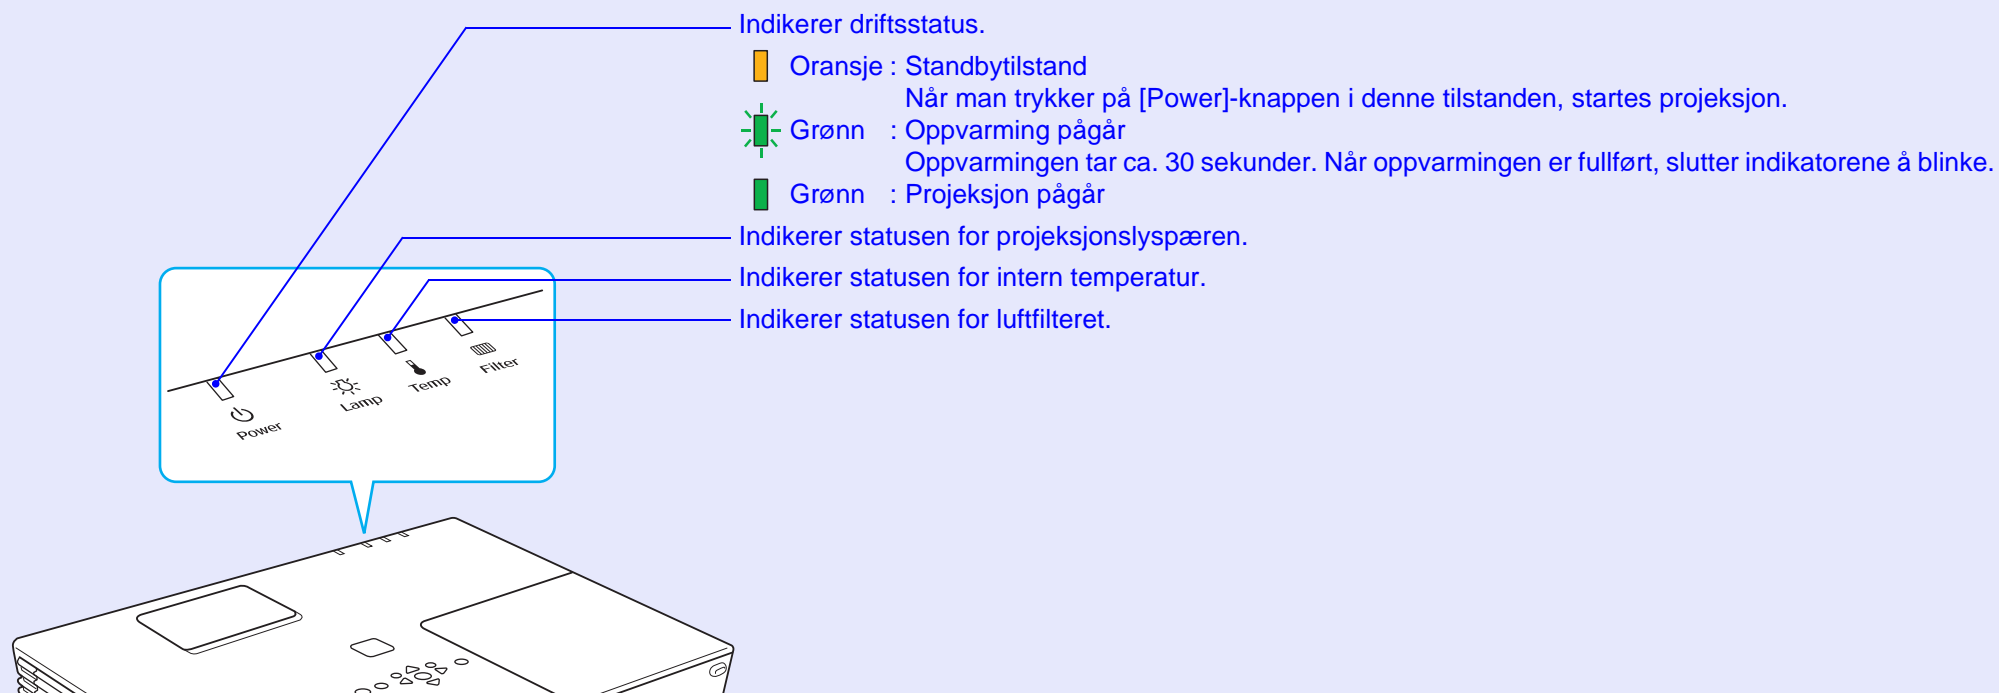 Indikerer driftsstatus.
Oransje : Standbytilstand
Når man trykker på [Power]-knappen i denne tilstanden, startes projeksjon.
Grønn : Oppvarming pågår
Oppvarmingen tar ca. 30 sekunder. Når oppvarmingen er fullført, slutter indikatorene å blinke.
Grønn : Projeksjon pågår
Indikerer statusen for projeksjonslyspæren.
Indikerer statusen for intern temperatur.
Indikerer statusen for luftfilteret.
Power
Lamp
Temp
Filter